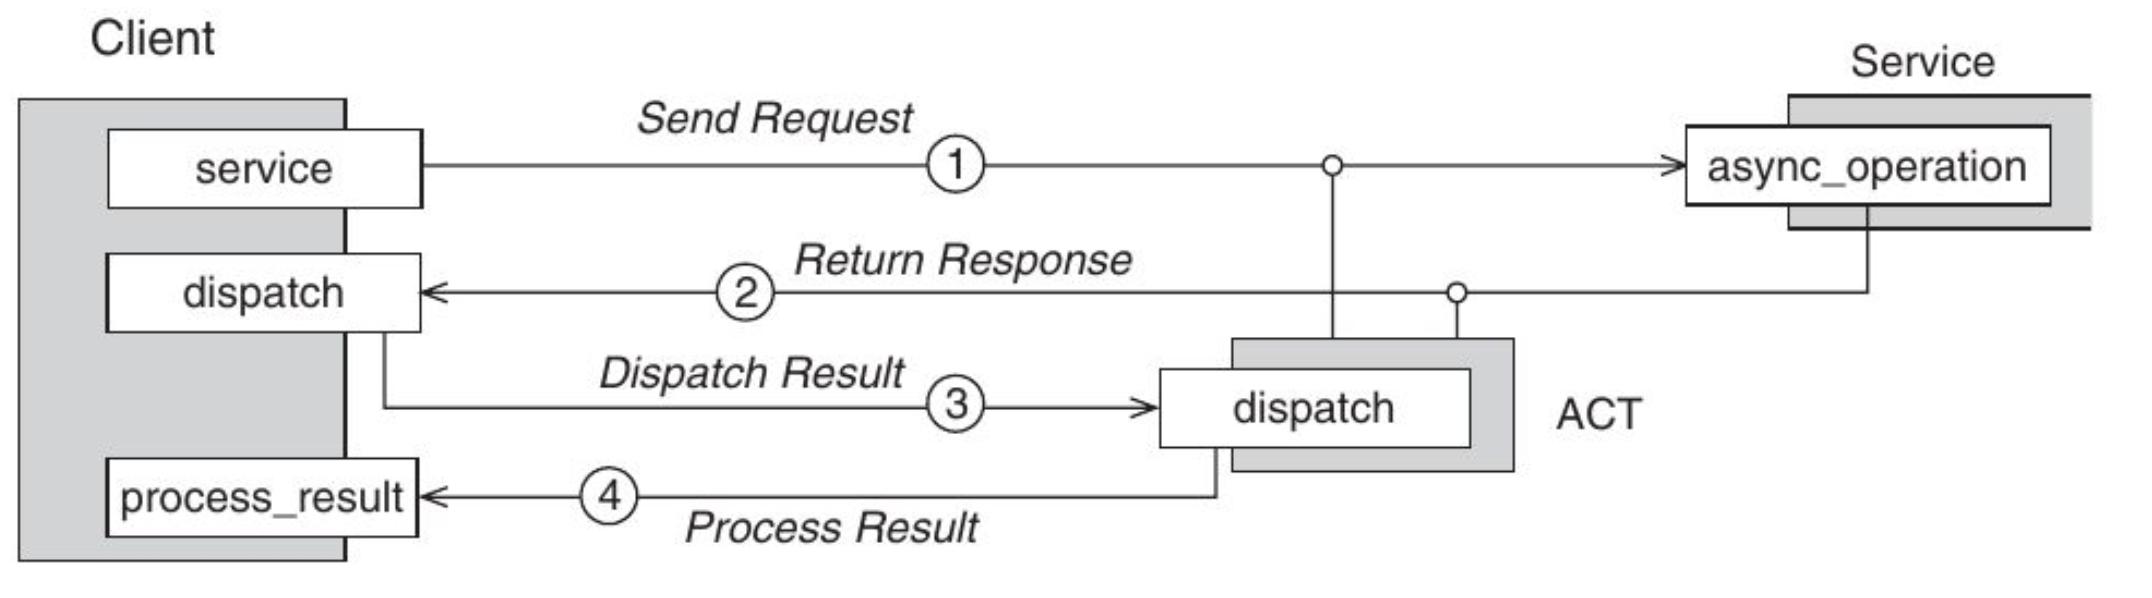 Client
Service
Send Request
1
service
async_operation
Return Response
2
dispatch
Dispatch Result
3
dispatch
ACT
process_result
4
Process Result